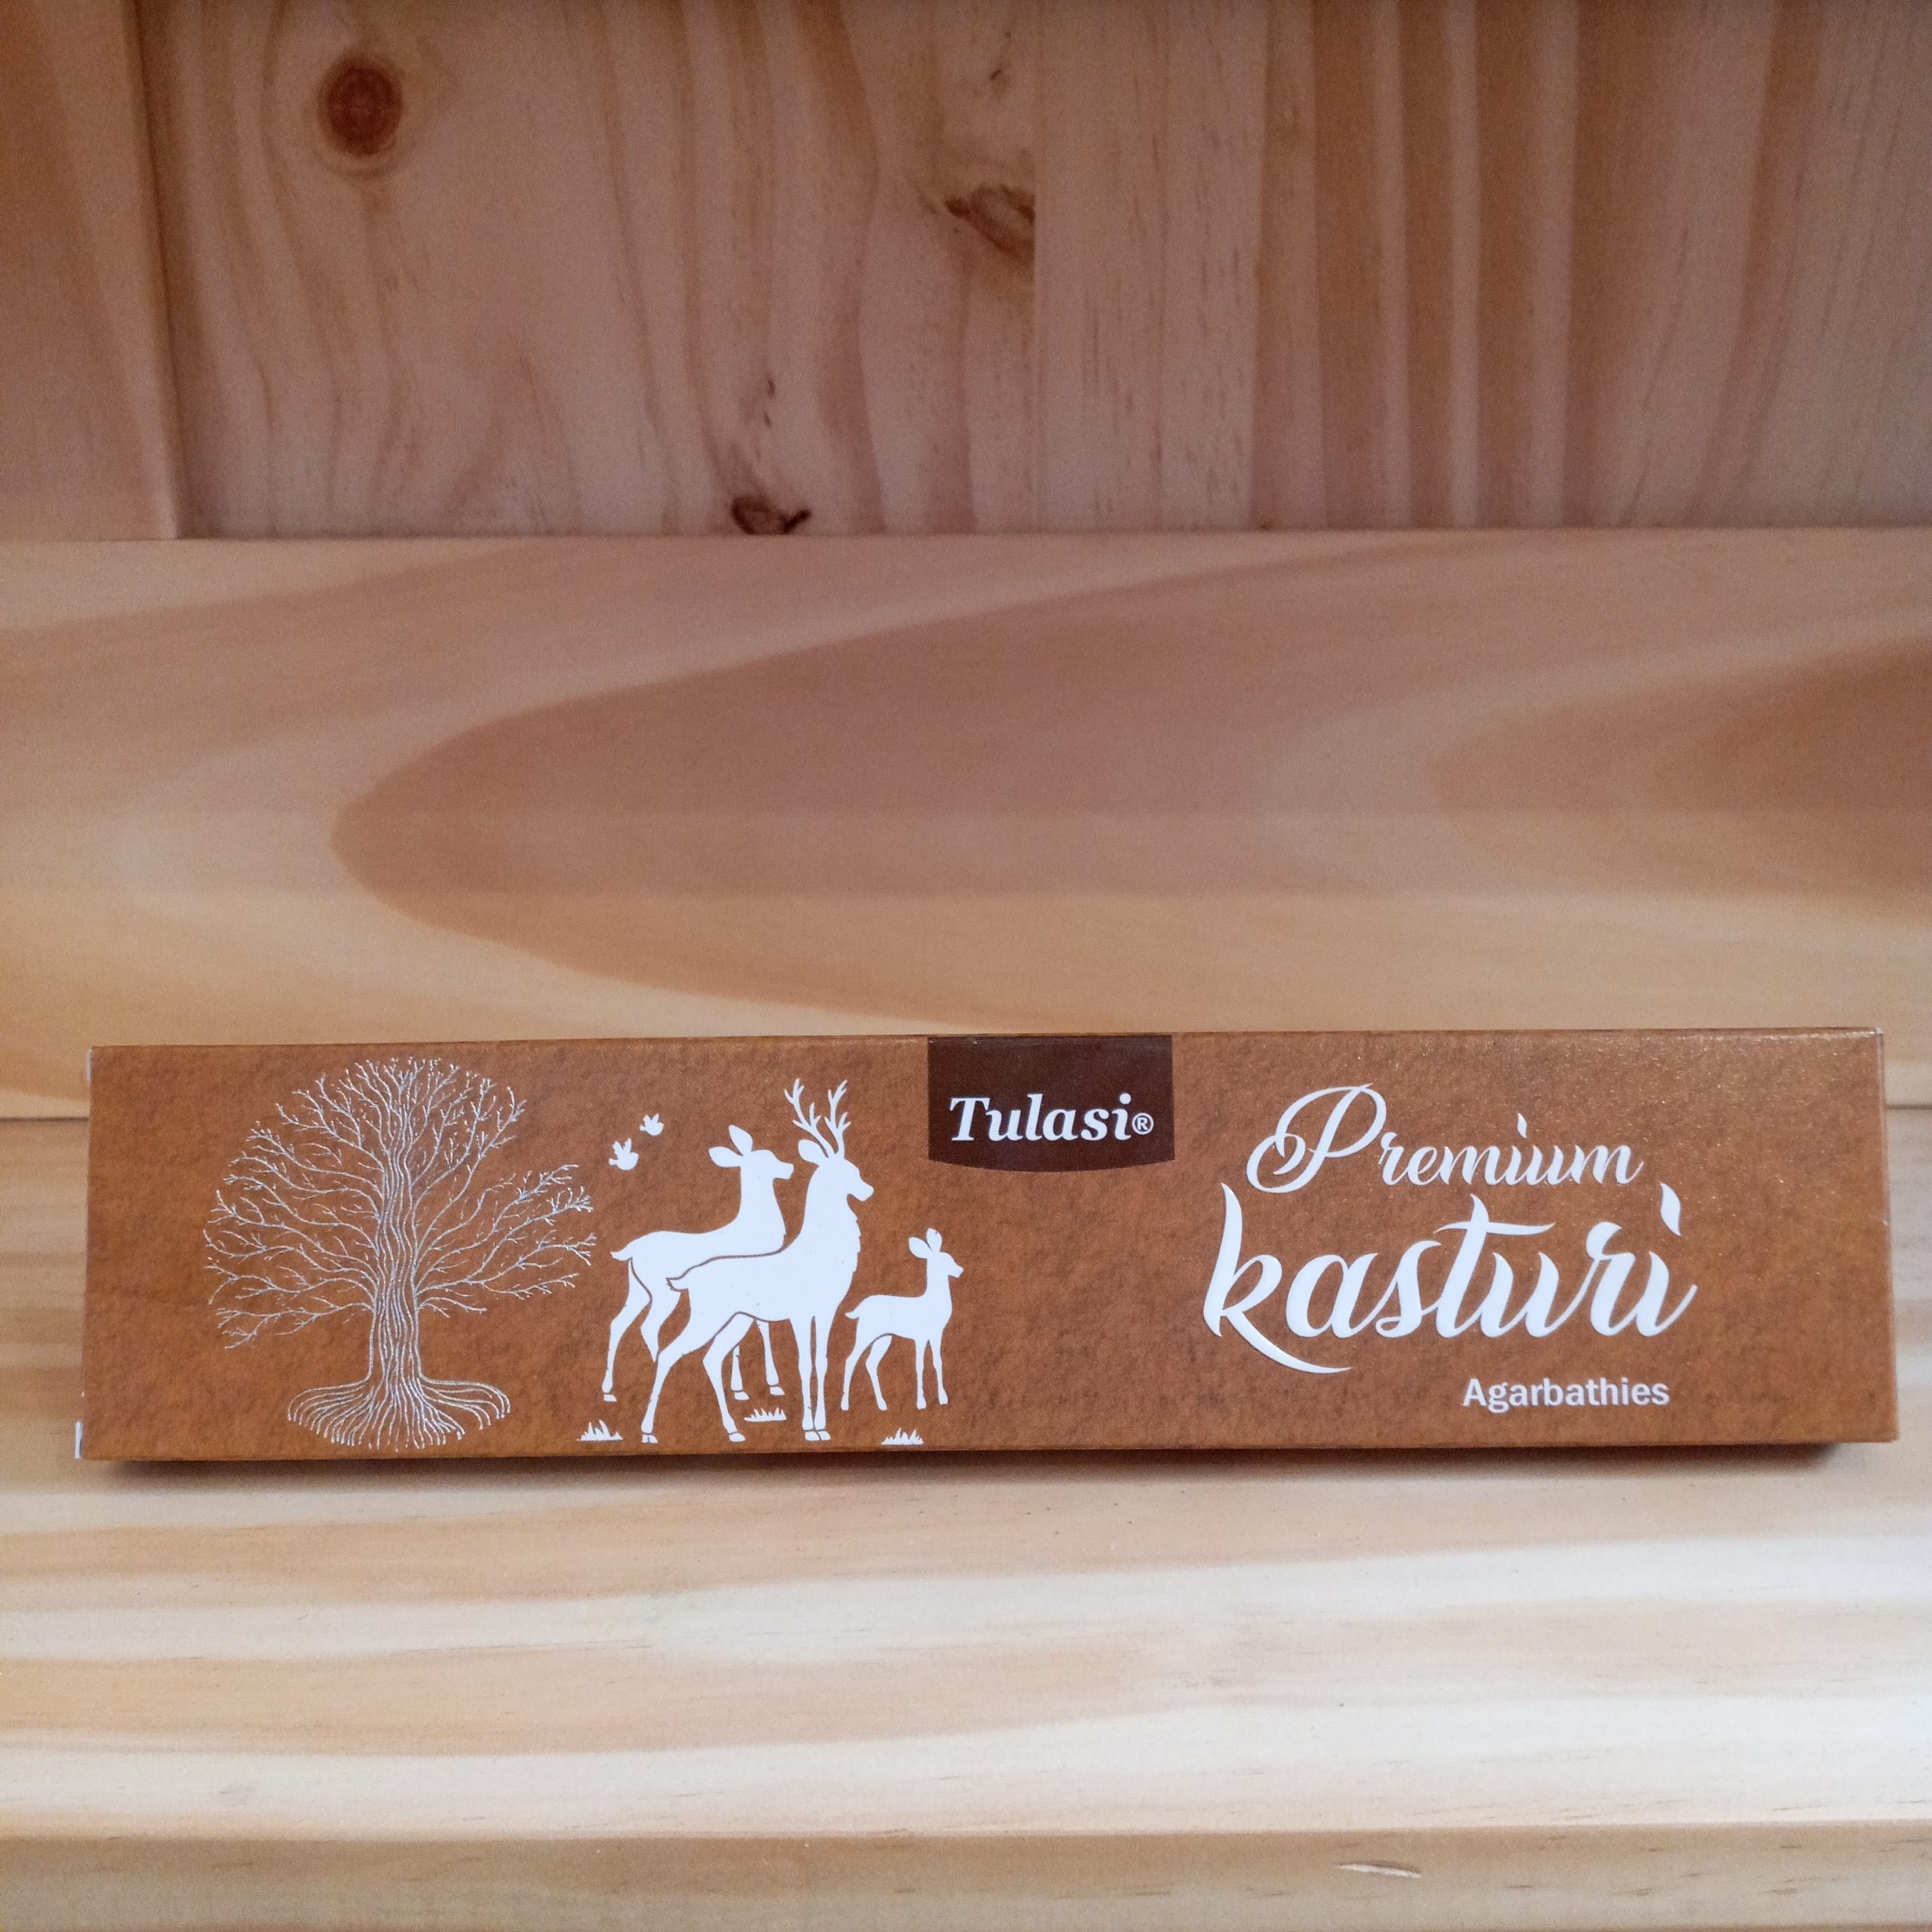 Tulasi®
Premium
kasturi
Agarbathies